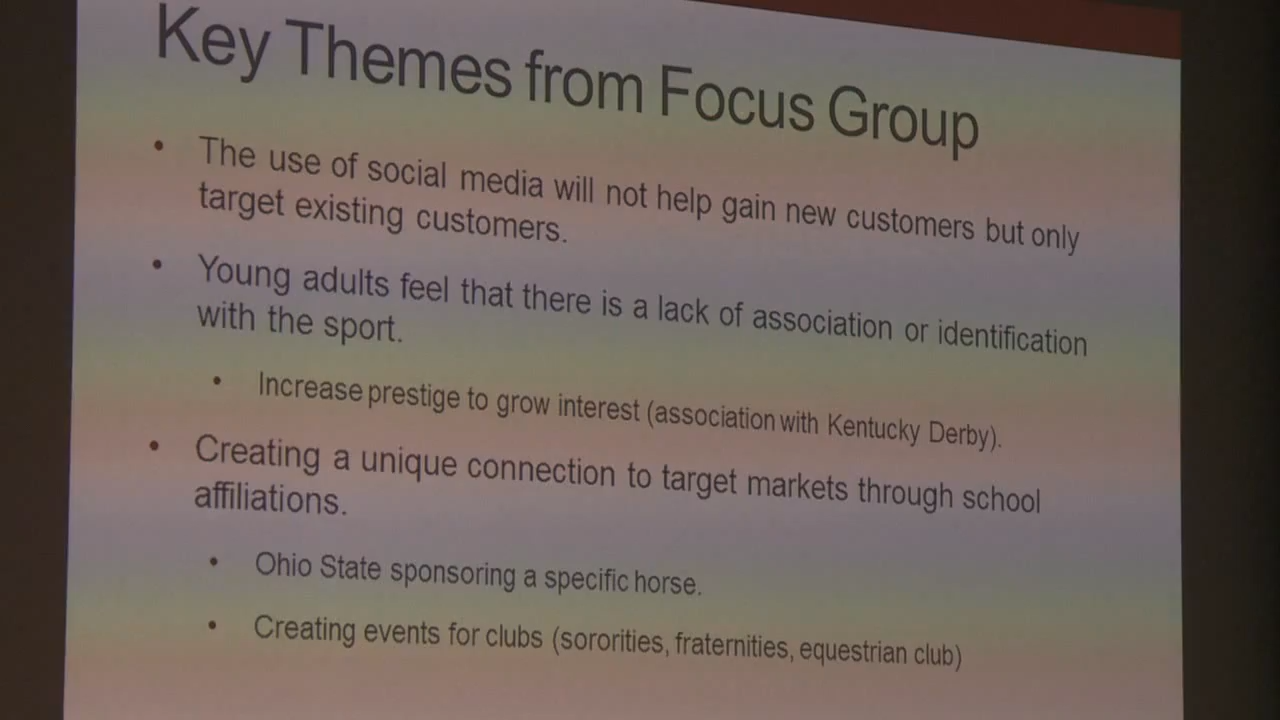 Key Themes from Focus Group
• The use of social media will not help gain new customers but only
target existing customers.
• Young adults feel that there is a lack of association or identification
with the sport.
• Increase prestige to grow interest (association with Kentucky Derby).
• Creating a unique connection to target markets through school
affiliations.
• Ohio State sponsoring a specific horse.
• Creating events for clubs (sororities, fraternities, equestrian club)